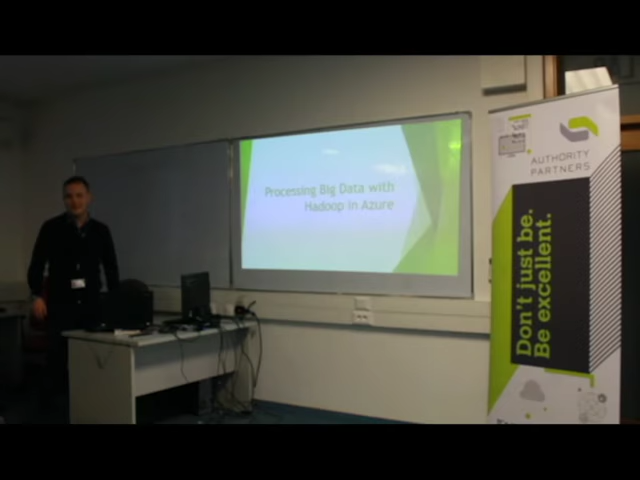 Processing Big Data with
Hadoop in Azure
AUTHORITY
PARTNERS
Don't just be.
Be excellent.